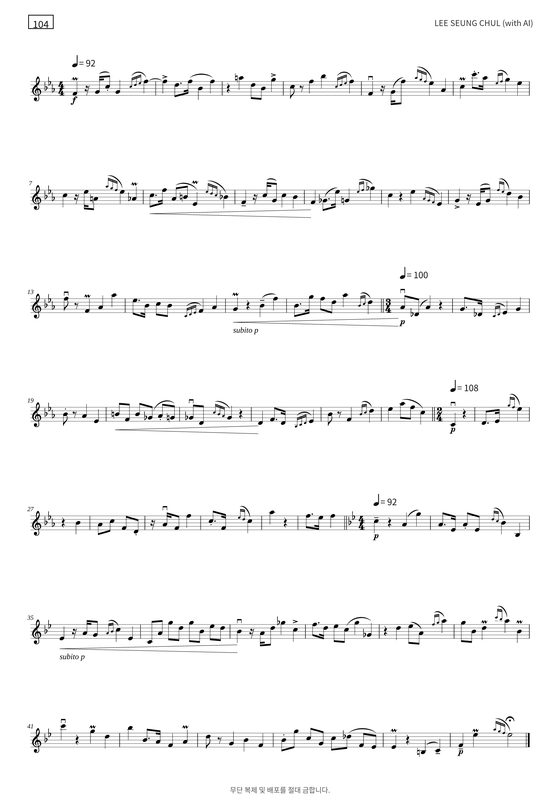 104
LEE SEUNG CHUL (with AI)
♩ = 92
f
7
13
♩ = 100
subito p
p
19
♩ = 108
p
27
♩ = 92
p
35
subito p
41
p
무단 복제 및 배포를 절대 금합니다.